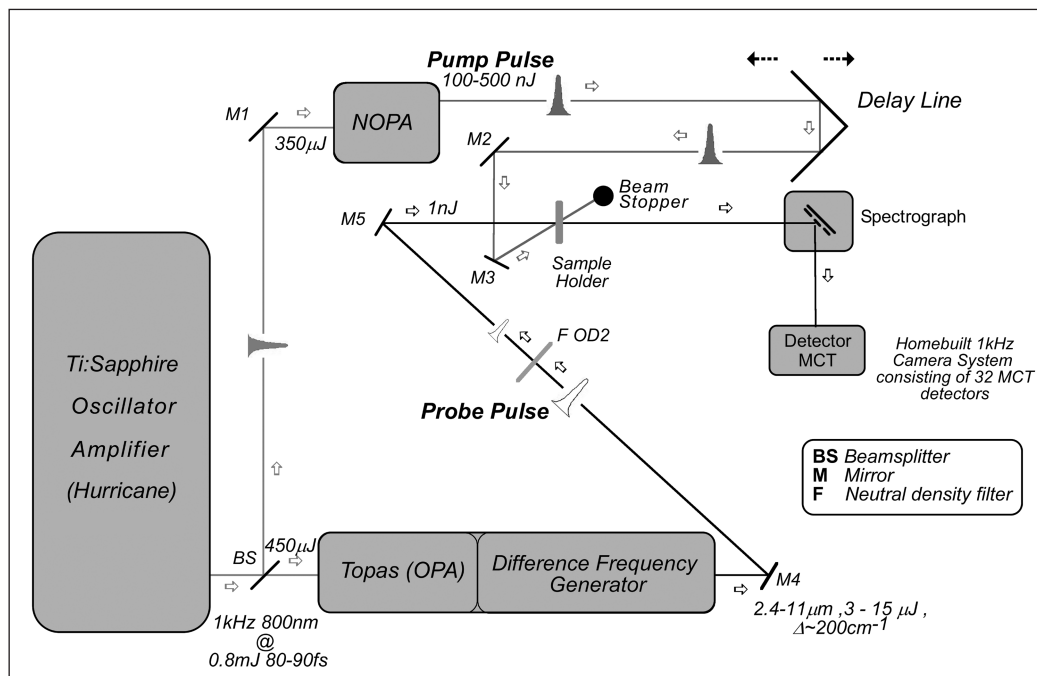 Pump Pulse
100-500 nJ
M1
NOPA
350μJ
Delay Line
M2
Beam
Stopper
M5
1nJ
Spectrograph
M3
Sample
Holder
F OD2
Detector
MCT
Homebuilt 1kHz
Camera System
consisting of 32 MCT
detectors
Ti:Sapphire
Oscillator
Amplifier
(Hurricane)
Probe Pulse
BS Beamsplitter
M Mirror
F Neutral density filter
BS
450μJ
Topas (OPA)
Difference Frequency
Generator
M4
1kHz 800nm
@
0.8mJ 80-90fs
2.4-11μm ,3 - 15 μJ ,
Δ~200cm-1